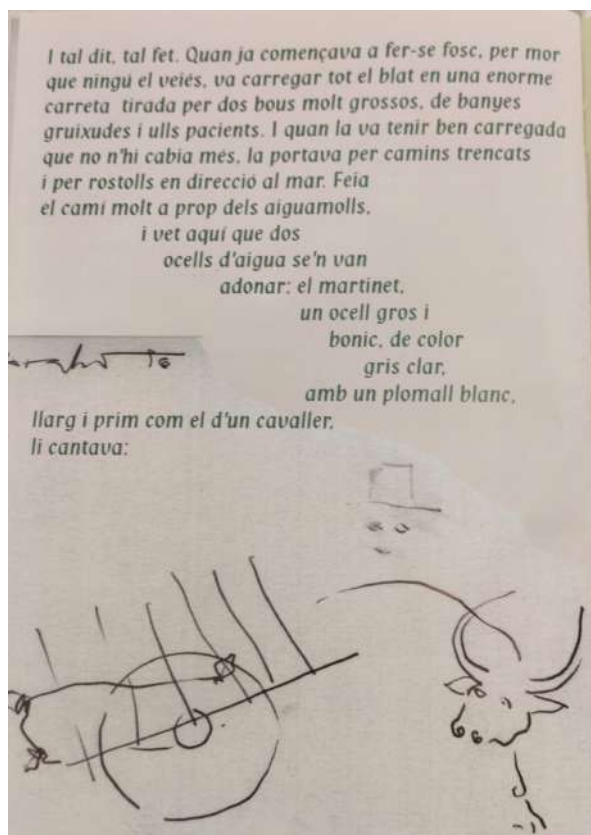 I tal dit, tal fet. Quan ja començava a fer-se fosc, per mor
que ningú el veiés, va carregar tot el blat en una enorme
carreta tirada per dos bous molt grossos, de banyes
gruixudes i ulls pacients. I quan la va tenir ben carregada
que no n'hi cabia més, la portava per camins trencats
i per rostolls en direcció al mar. Feia
el camí molt a prop dels aiguamolls,
i vet aquí que dos
ocells d'aigua se'n van
adonar: el martinet,
un ocell gros i
bonic, de color
gris clar,
amb un plomall blanc,
llarg i prim com el d'un cavaller,
li cantava: